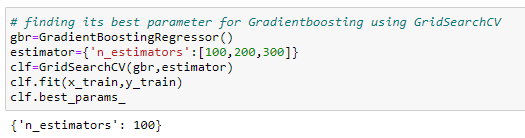 # finding its best parameter for Gradientboosting using GridSearchCV
gbr=GradientBoostingRegressor()
estimator={'n_estimators':[100,200,300]}
clf=GridSearchCV(gbr,estimator)
clf.fit(x_train,y_train)
clf.best_params_
{'n_estimators': 100}